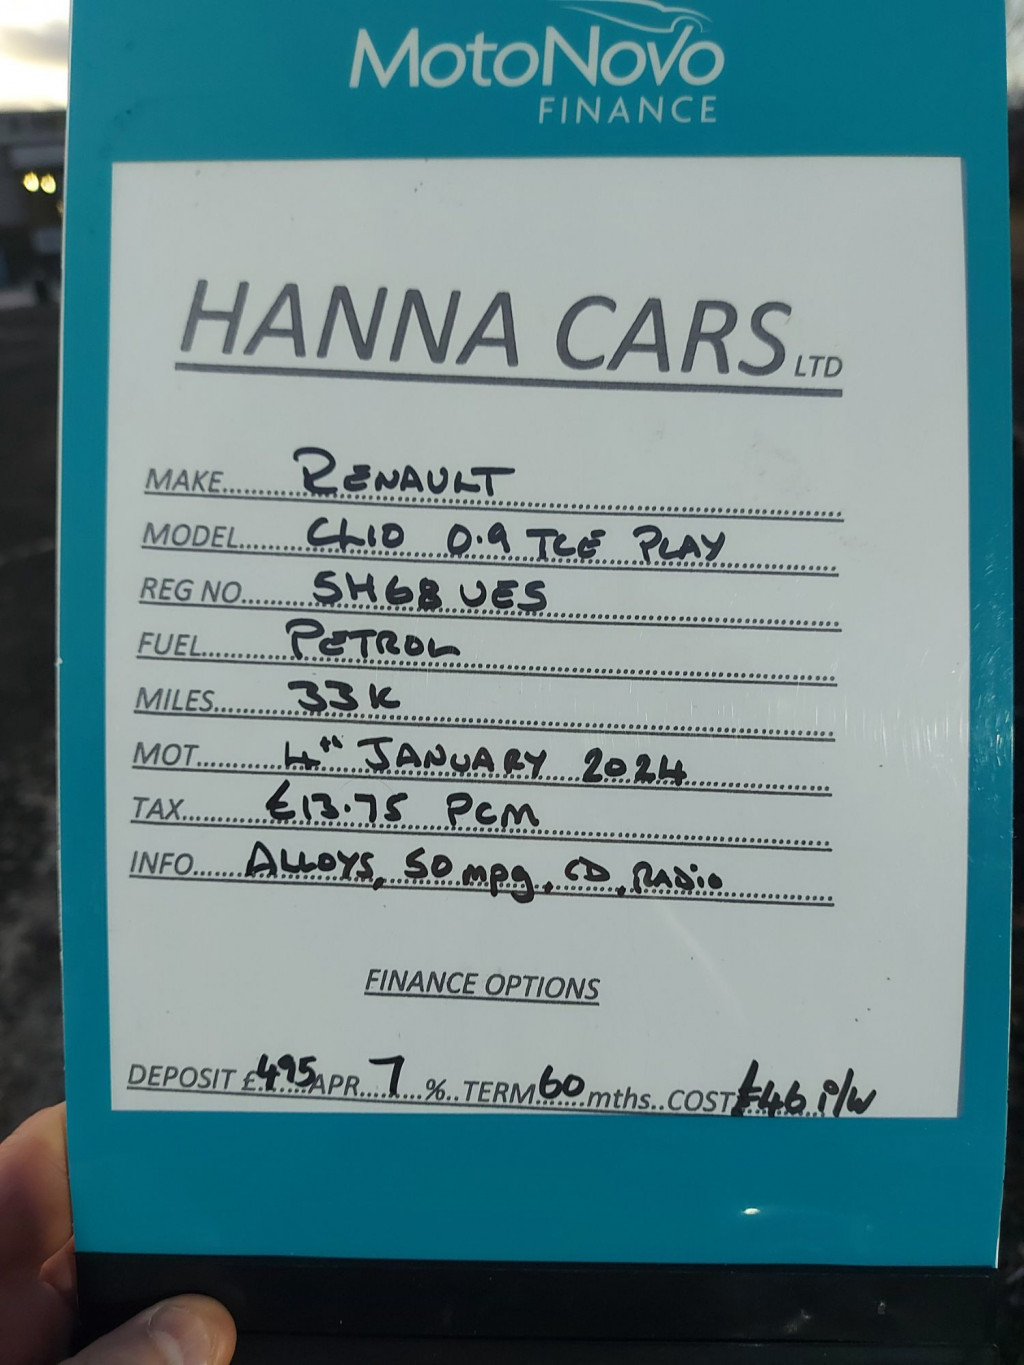 MotoNovo
FINANCE
HANNA CARS LTD
MAKE RENAULT
MODEL CLIO 0.9 TCE PLAY
REG NO SH68 UES
FUEL PETROL
MILES 33K
MOT 4th JANUARY 2024
TAX £13.75 PCM
INFO ALLOYS, 50mpg, CD, RADio
FINANCE OPTIONS
DEPOSIT £495 APR 7 %.. TERM 60 mths.. COST £46 p/w